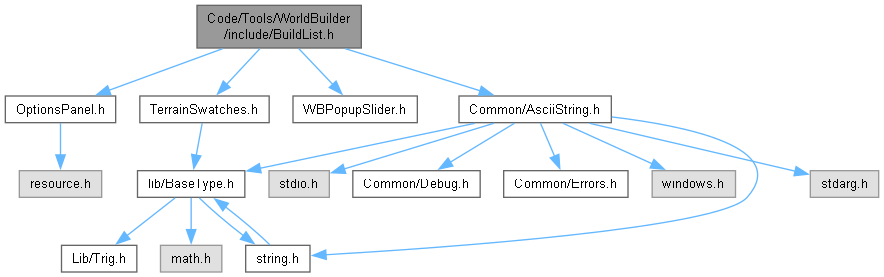 Code/Tools/WorldBuilder
/include/BuildList.h
OptionsPanel.h
TerrainSwatches.h
WBPopupSlider.h
Common/AsciiString.h
resource.h
lib/BaseType.h
stdio.h
Common/Debug.h
Common/Errors.h
windows.h
stdarg.h
Lib/Trig.h
math.h
string.h